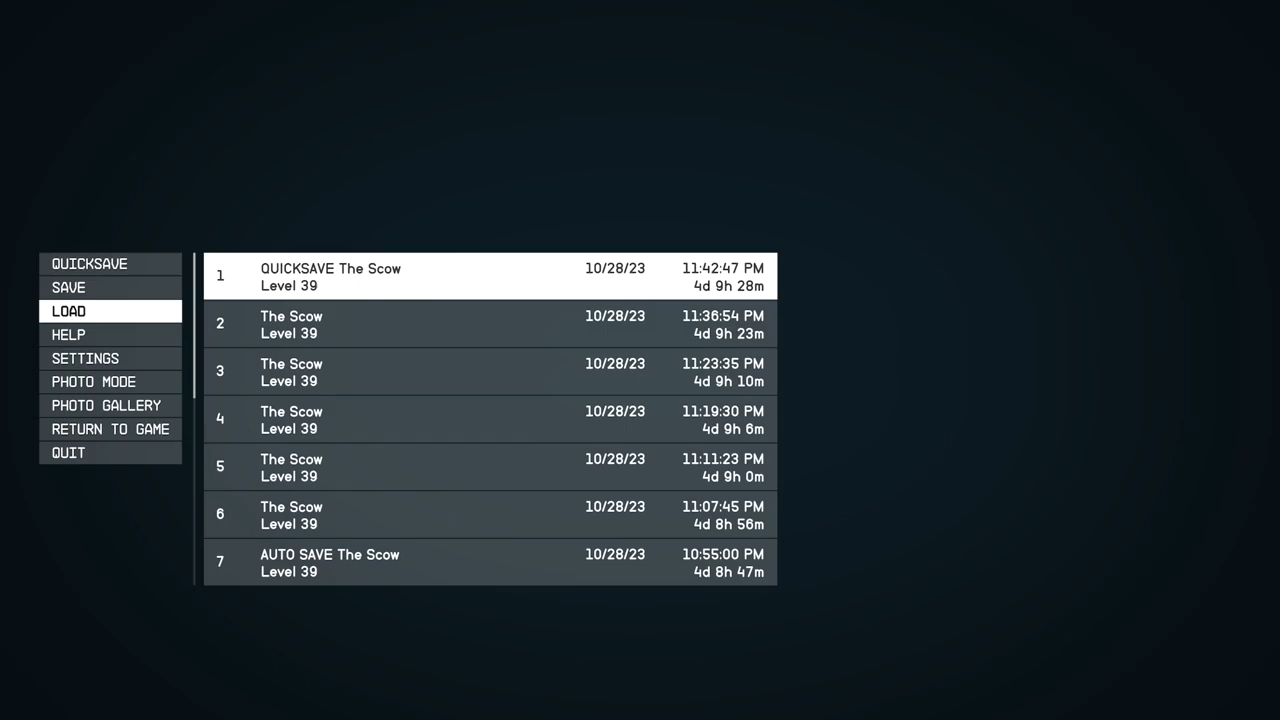 QUICKSAVE
SAVE
LOAD
HELP
SETTINGS
PHOTO MODE
PHOTO GALLERY
RETURN TO GAME
QUIT
1 QUICKSAVE The Scow 10/28/23 11:42:47 PM
Level 39 4d 9h 28m
2 The Scow 10/28/23 11:36:54 PM
Level 39 4d 9h 23m
3 The Scow 10/28/23 11:23:35 PM
Level 39 4d 9h 10m
4 The Scow 10/28/23 11:19:30 PM
Level 39 4d 9h 6m
5 The Scow 10/28/23 11:11:23 PM
Level 39 4d 9h 0m
6 The Scow 10/28/23 11:07:45 PM
Level 39 4d 8h 56m
7 AUTO SAVE The Scow 10/28/23 10:55:00 PM
Level 39 4d 8h 47m